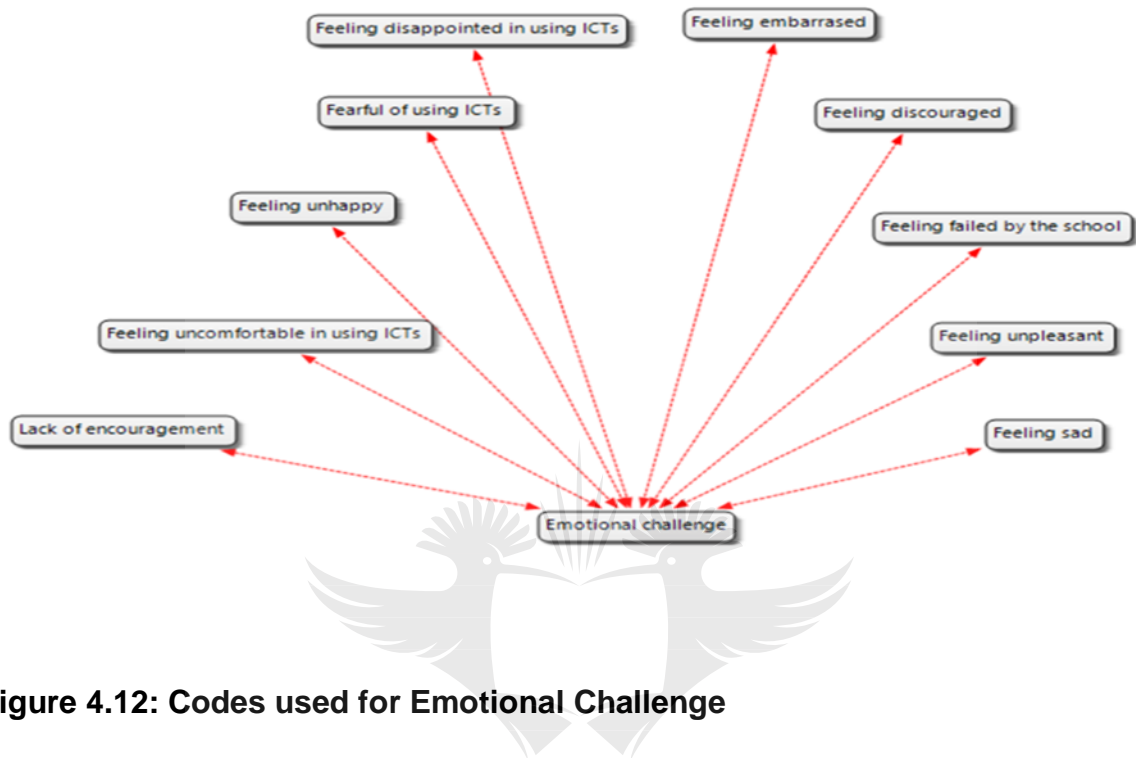 Feeling disappointed in using ICTs
Feeling embarrased
Fearful of using ICTs
Feeling discouraged
Feeling unhappy
Feeling failed by the school
Feeling uncomfortable in using ICTs
Feeling unpleasant
Lack of encouragement
Feeling sad
Emotional challenge
igure 4.12: Codes used for Emotional Challenge